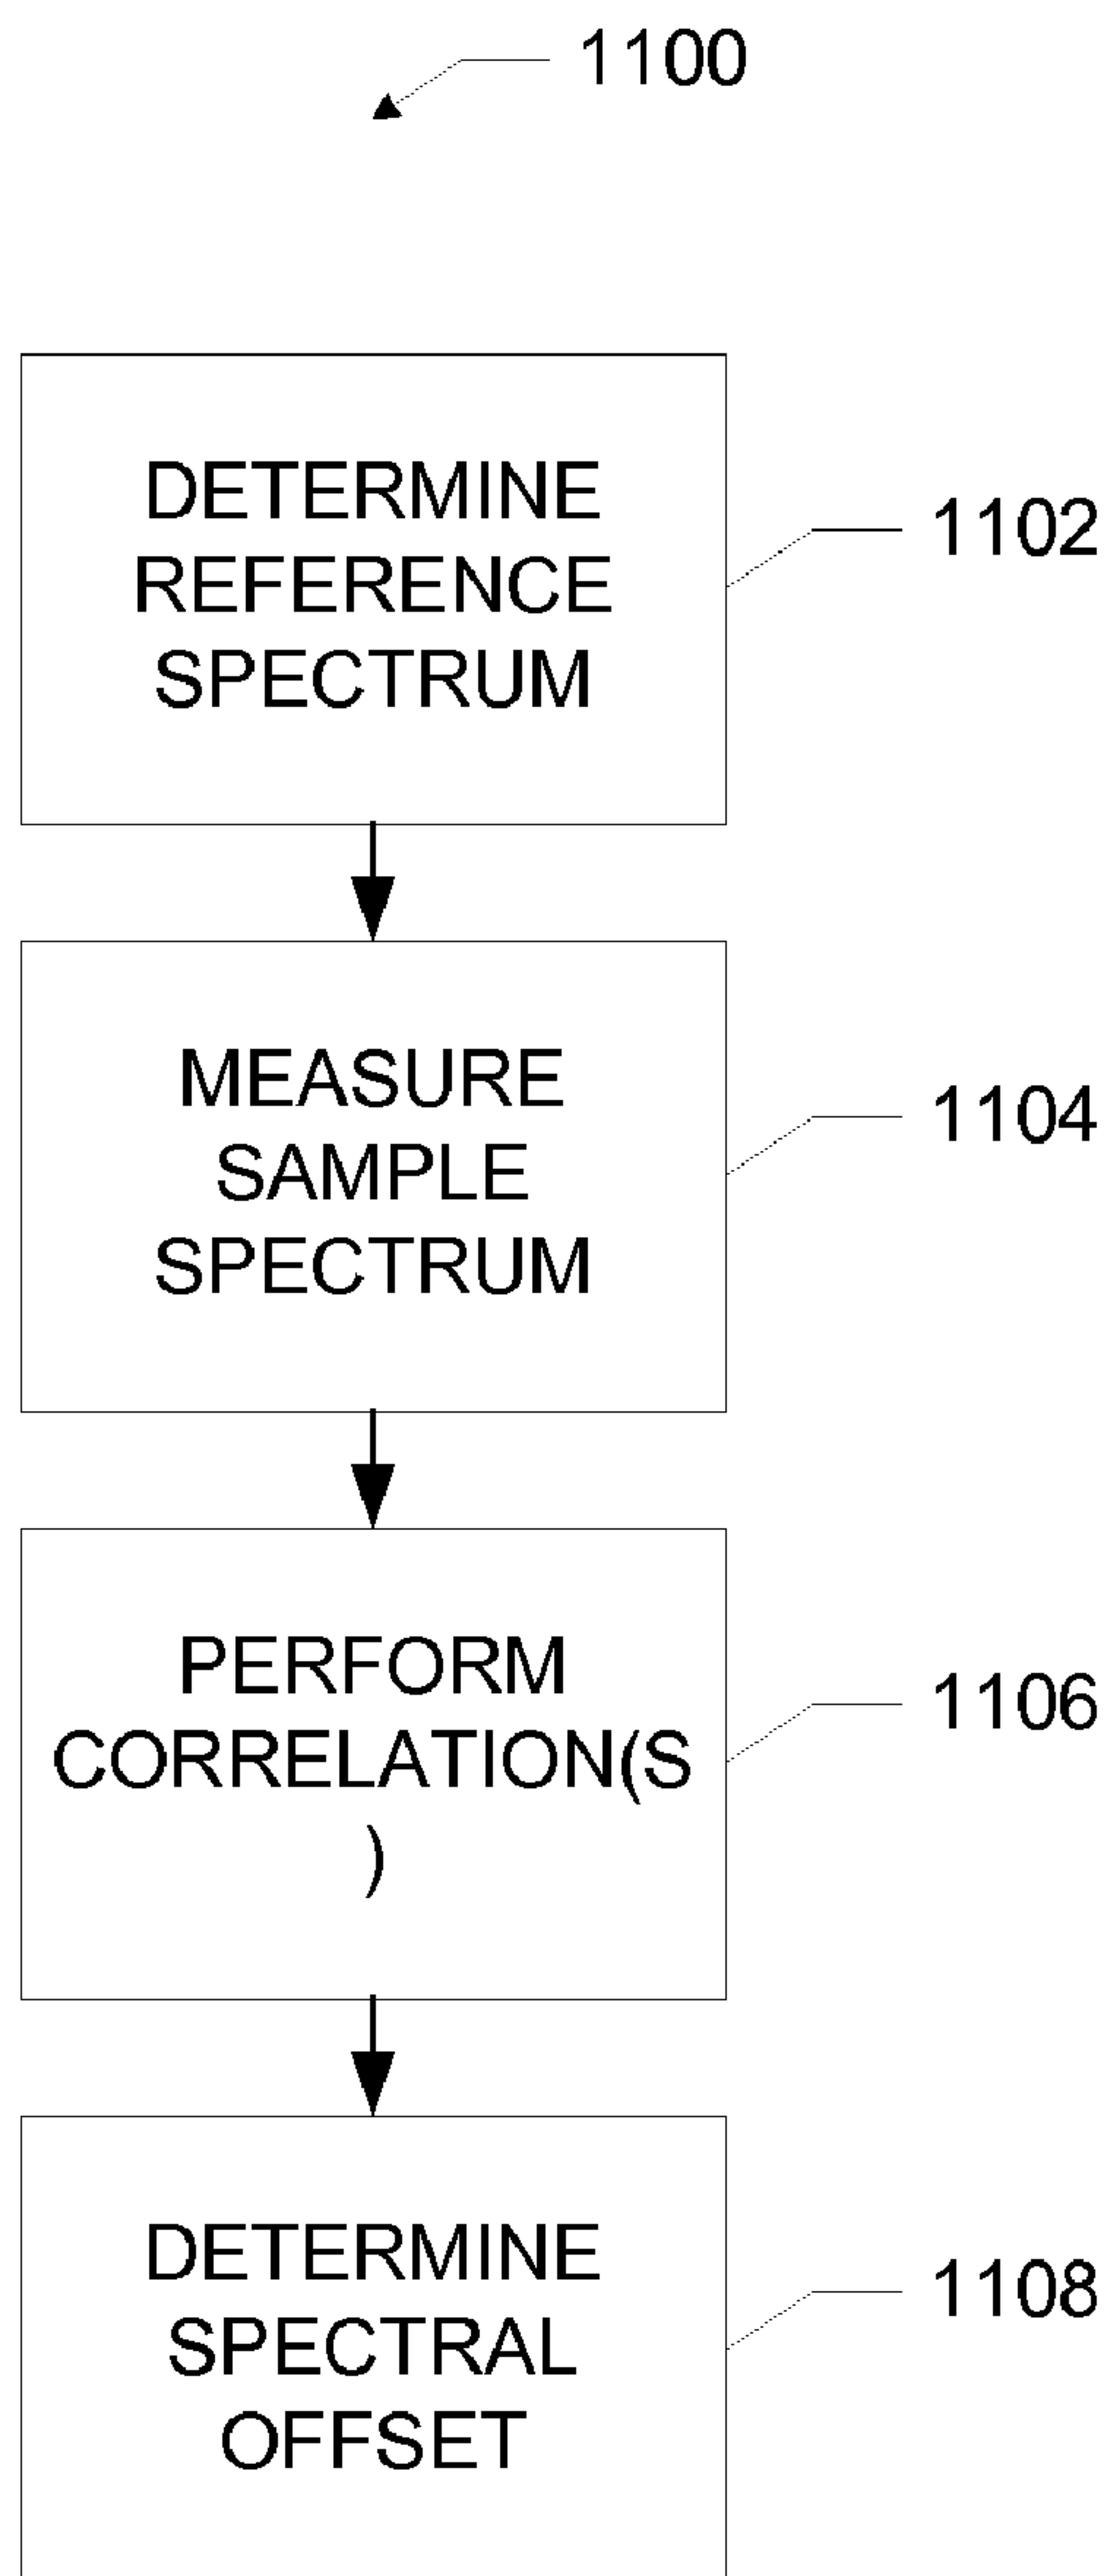 1100
DETERMINE
REFERENCE
SPECTRUM
1102
MEASURE
SAMPLE
SPECTRUM
1104
PERFORM
CORRELATION(S
)
1106
DETERMINE
SPECTRAL
OFFSET
1108